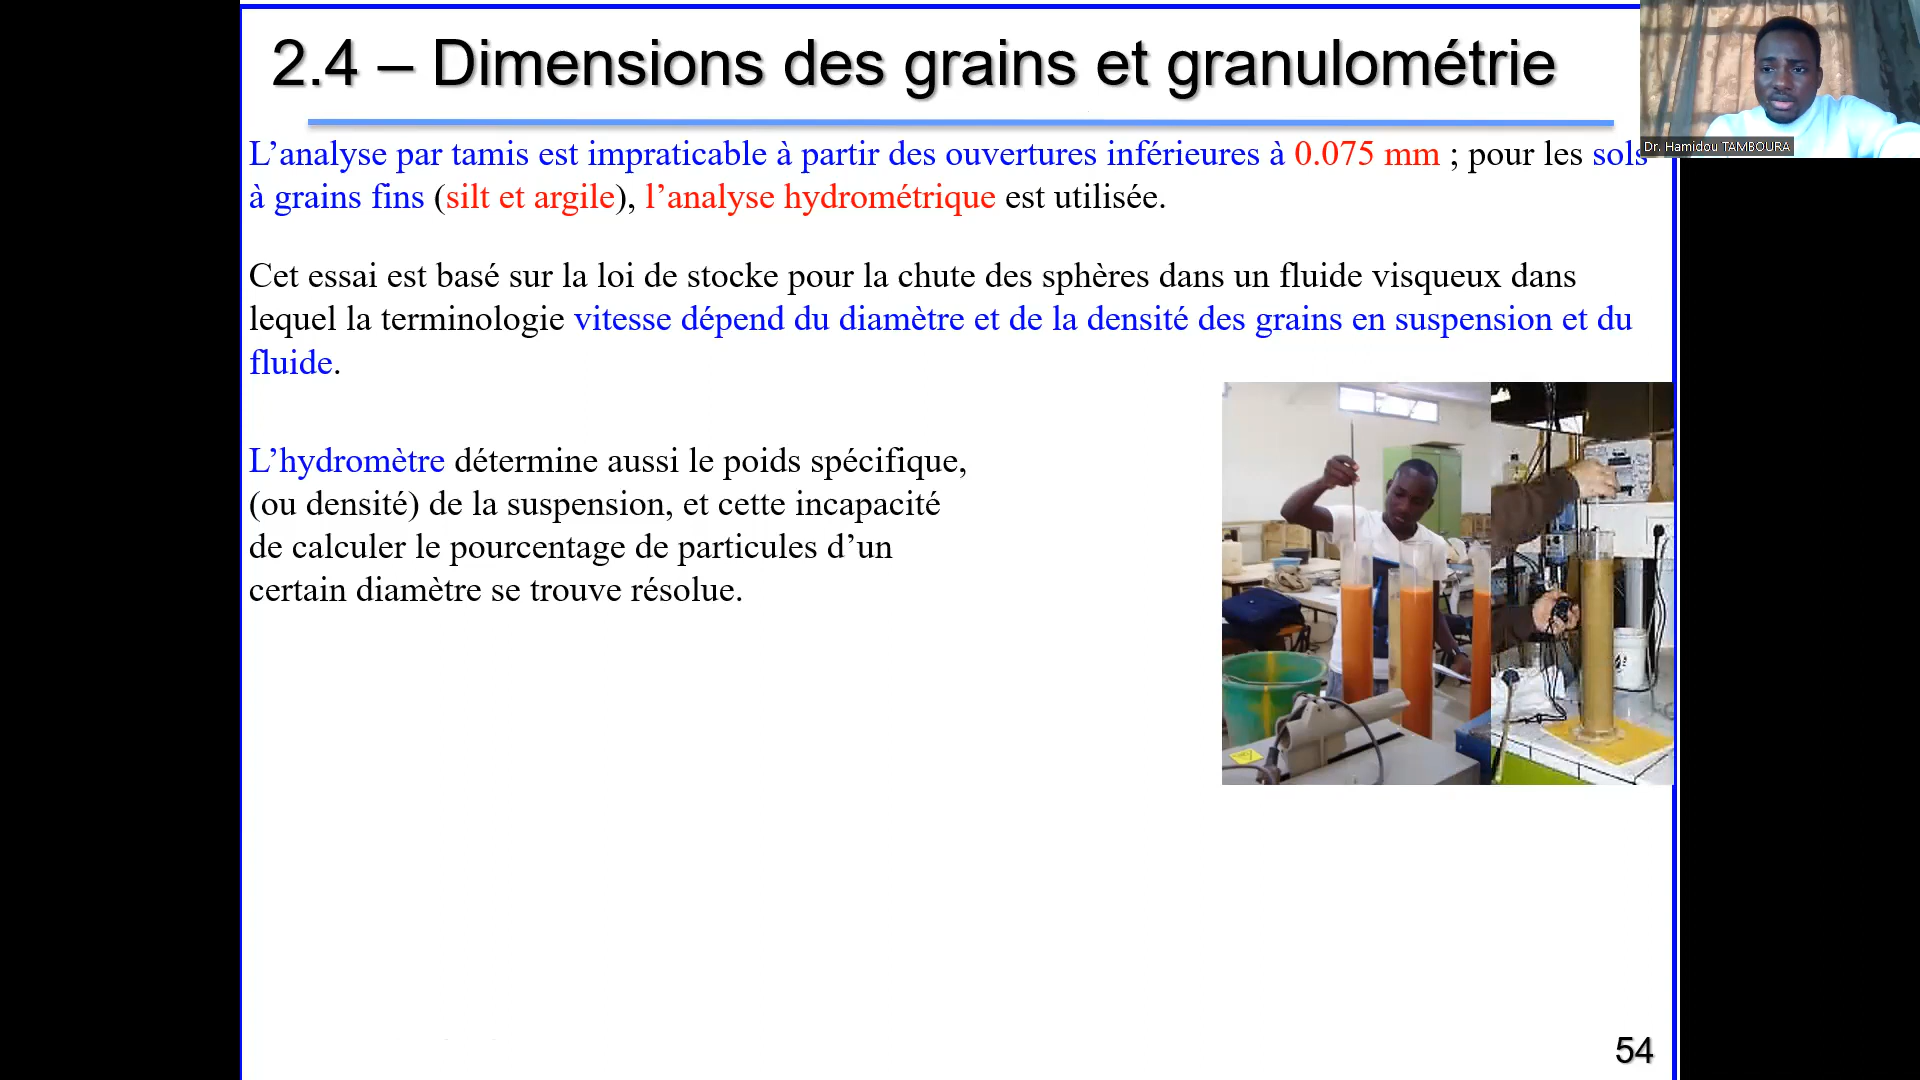 2.4 – Dimensions des grains et granulométrie
Dr. Hamidou TAMBOURA
L’analyse par tamis est impraticable à partir des ouvertures inférieures à 0.075 mm ; pour les sols
à grains fins (silt et argile), l’analyse hydrométrique est utilisée.
Cet essai est basé sur la loi de stocke pour la chute des sphères dans un fluide visqueux dans
lequel la terminologie vitesse dépend du diamètre et de la densité des grains en suspension et du
fluide.
L’hydromètre détermine aussi le poids spécifique,
(ou densité) de la suspension, et cette incapacité
de calculer le pourcentage de particules d’un
certain diamètre se trouve résolue.
54